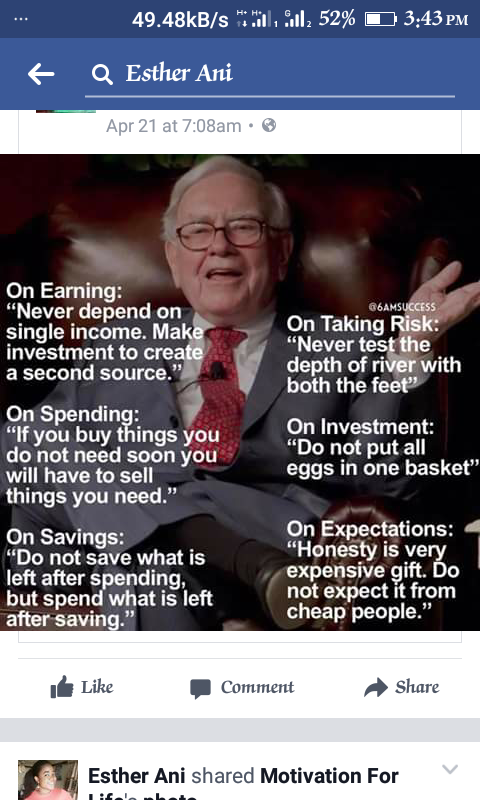 49.48kB/s H+ H+ 1 G 2 52% 3:43 PM
Esther Ani
Apr 21 at 7:08am
On Earning:
“Never depend on
single income. Make
investment to create
a second source.”
On Spending:
“If you buy things you
do not need soon you
will have to sell
things you need.”
On Savings:
“Do not save what is
left after spending,
but spend what is left
after saving.”
@6AMSUCCESS
On Taking Risk:
“Never test the
depth of river with
both the feet”
On Investment:
“Do not put all
eggs in one basket”
On Expectations:
“Honesty is very
expensive gift. Do
not expect it from
cheap people.”
Like Comment Share
Esther Ani shared Motivation For
Life's photo